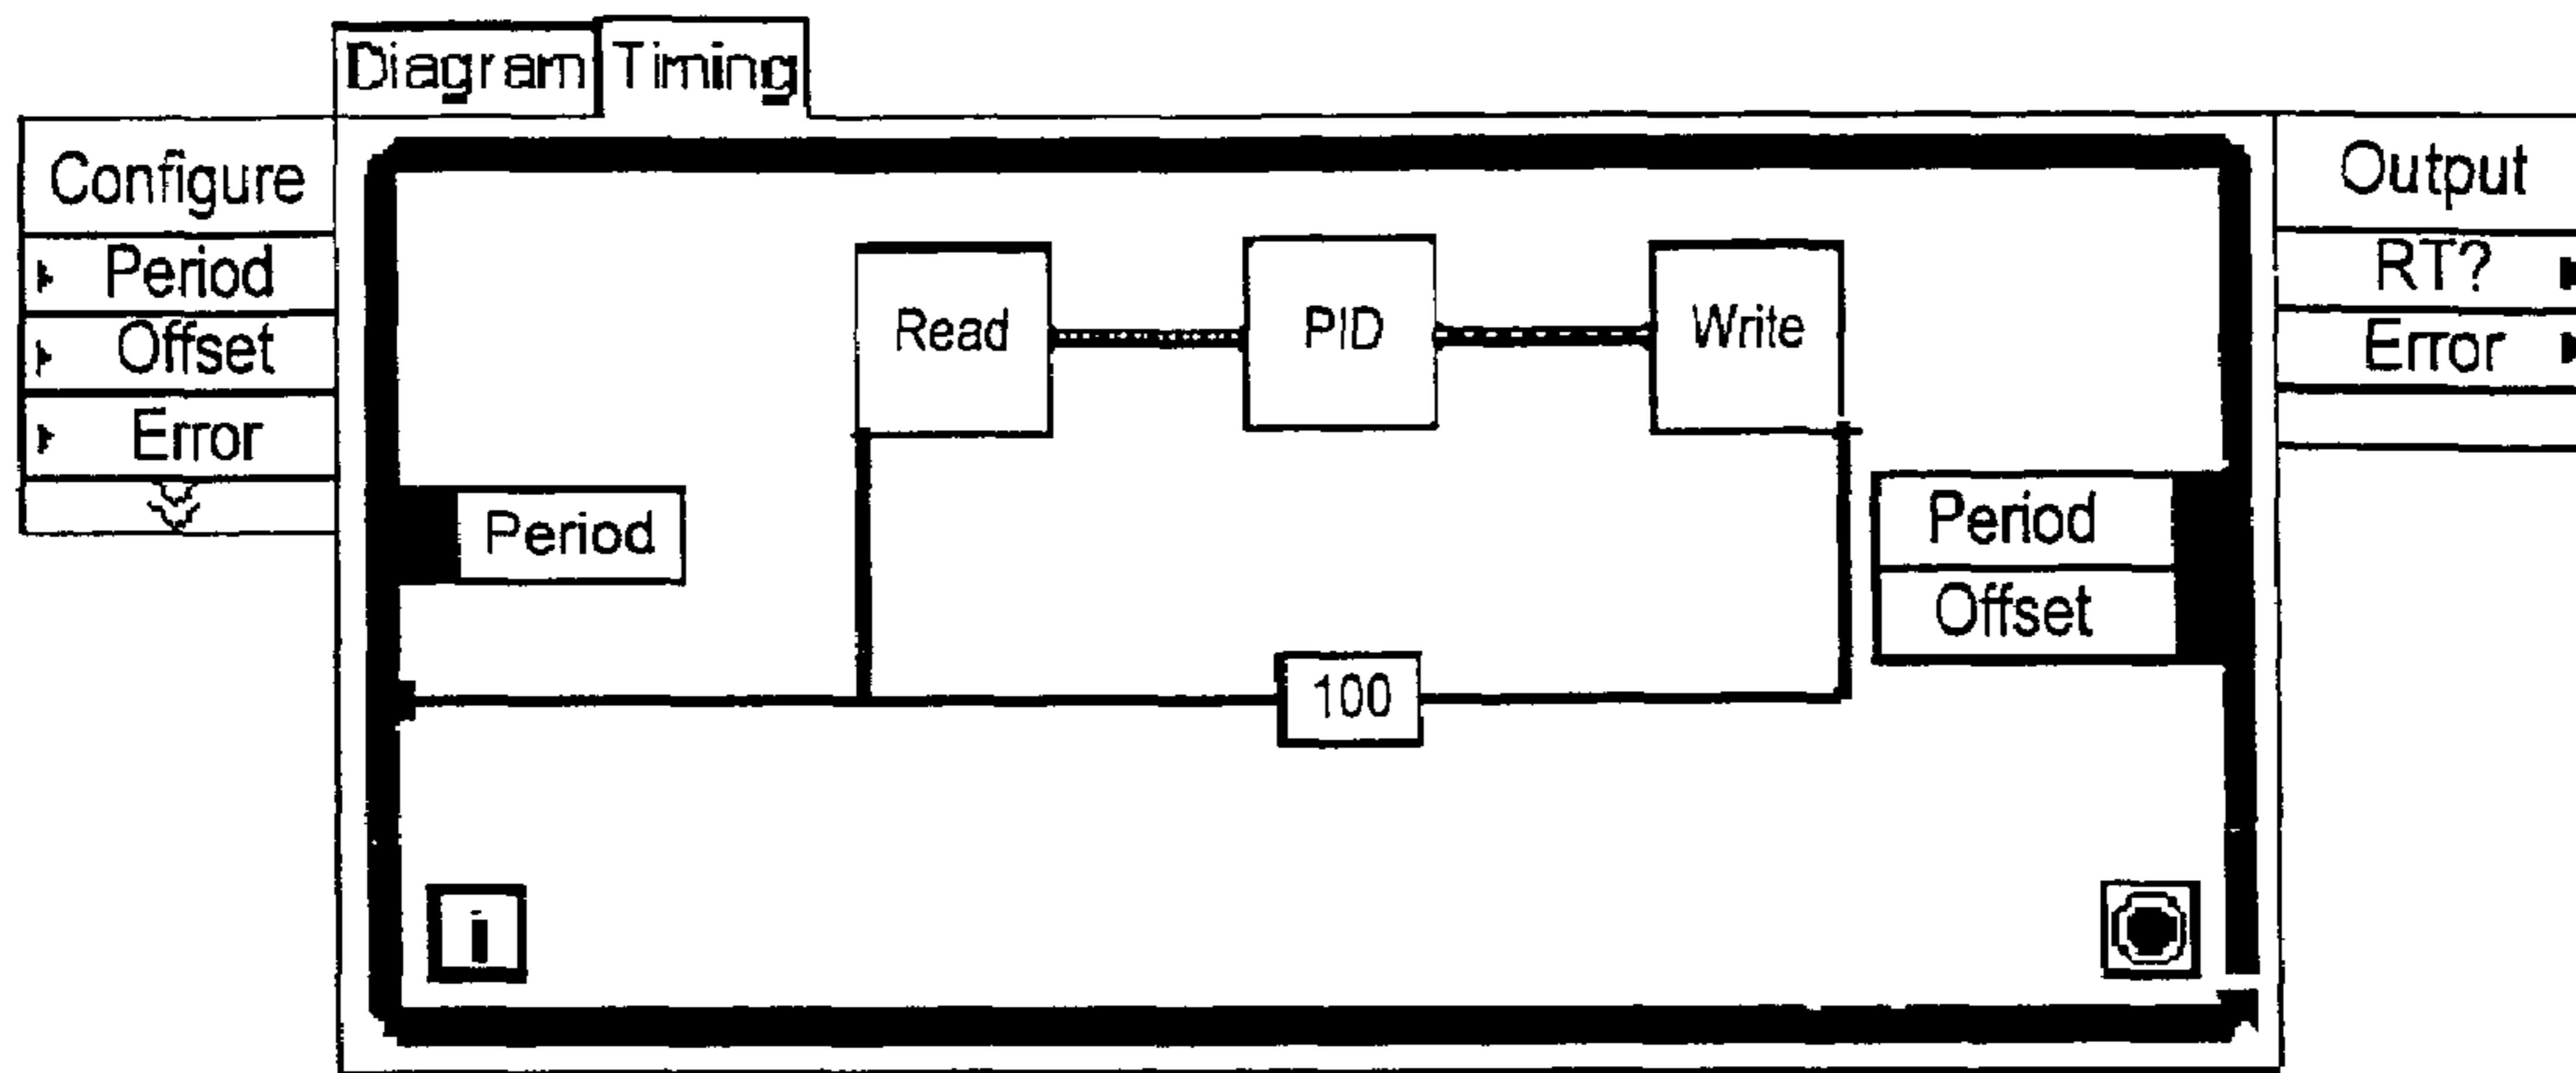 Diagram Timing
Configure
Period
Offset
Error
Read PID Write
Period
100
Period
Offset
i
Output
RT?
Error